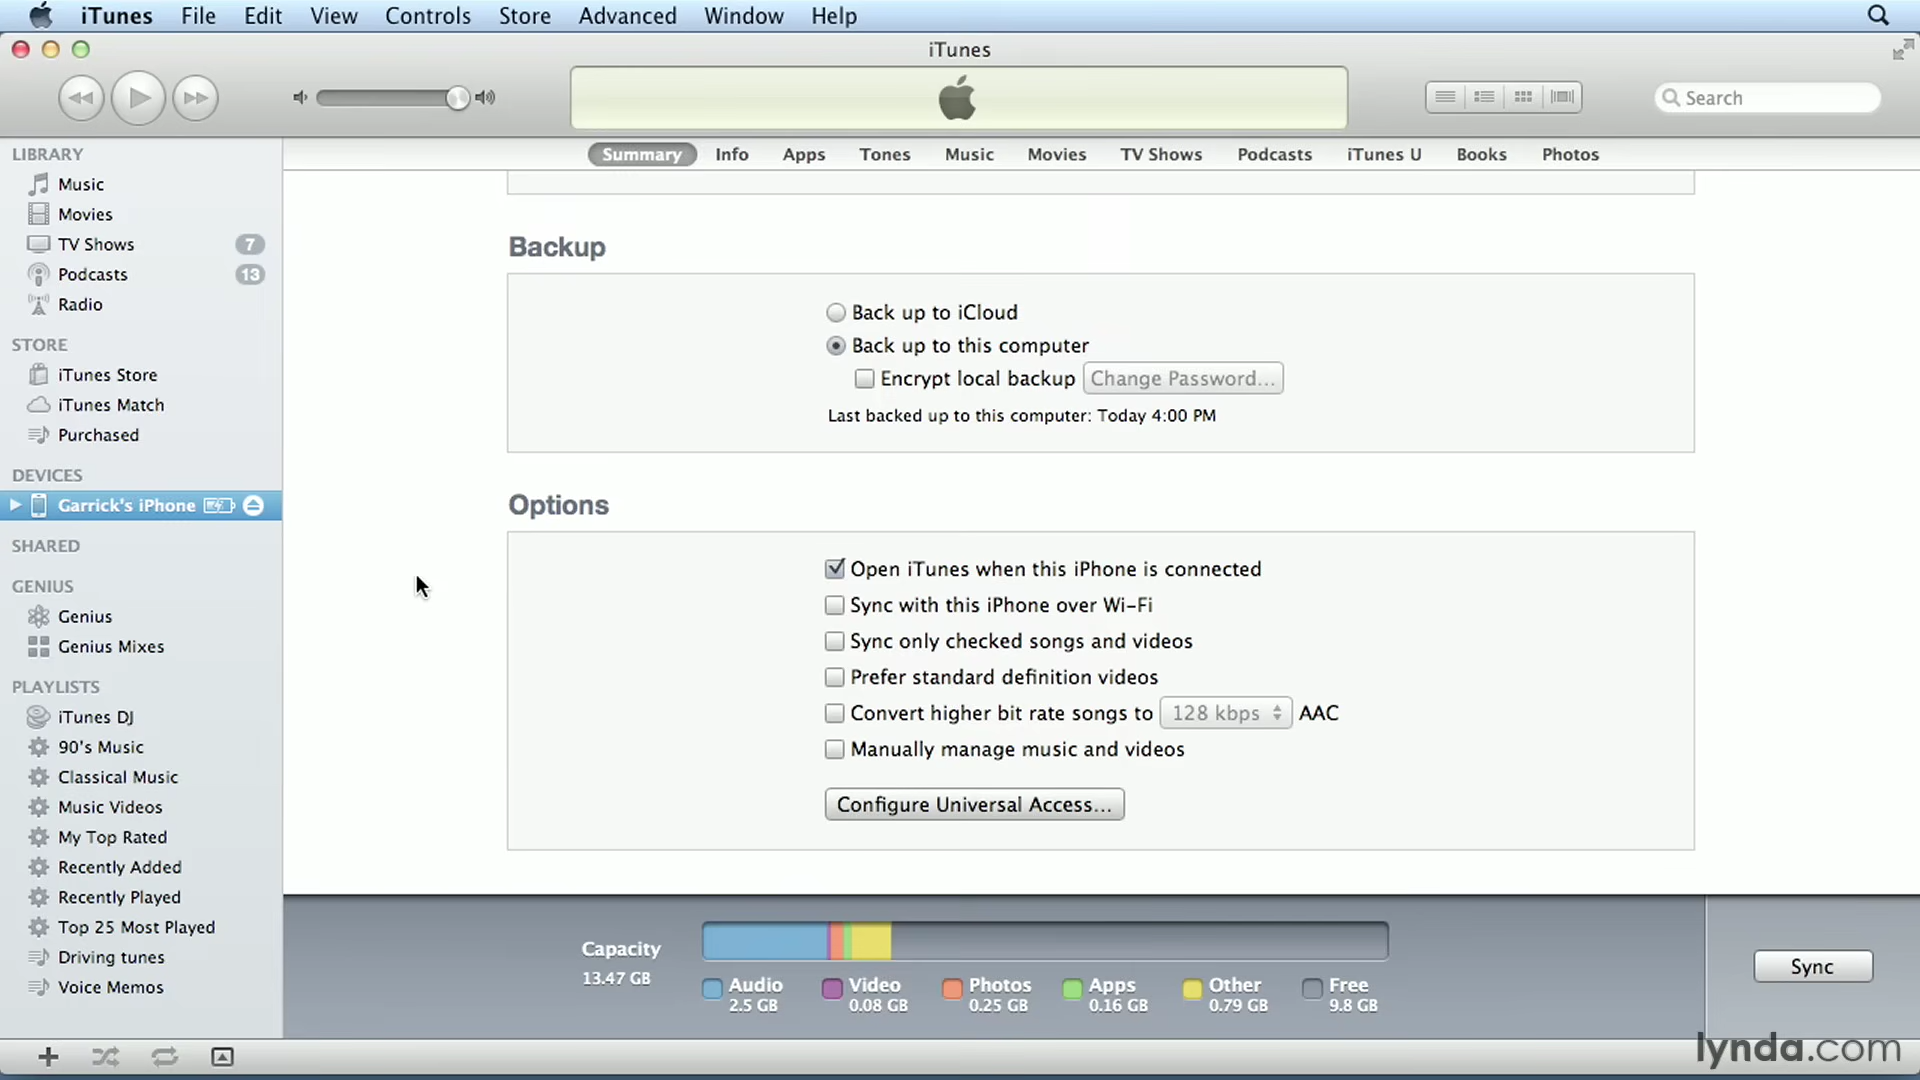 iTunes File Edit View Controls Store Advanced Window Help
iTunes
Search
LIBRARY
Music
Movies
TV Shows 7
Podcasts 13
Radio
STORE
iTunes Store
iTunes Match
Purchased
DEVICES
Garrick's iPhone
SHARED
GENIUS
Genius
Genius Mixes
PLAYLISTS
iTunes DJ
90's Music
Classical Music
Music Videos
My Top Rated
Recently Added
Recently Played
Top 25 Most Played
Driving tunes
Voice Memos
Summary Info Apps Tones Music Movies TV Shows Podcasts iTunes U Books Photos
Backup
Back up to iCloud
Back up to this computer
Encrypt local backup Change Password...
Last backed up to this computer: Today 4:00 PM
Options
Open iTunes when this iPhone is connected
Sync with this iPhone over Wi-Fi
Sync only checked songs and videos
Prefer standard definition videos
Convert higher bit rate songs to 128 kbps AAC
Manually manage music and videos
Configure Universal Access...
Capacity
13.47 GB
Audio Video Photos Apps Other Free
2.5 GB 0.08 GB 0.25 GB 0.16 GB 0.79 GB 9.8 GB
Sync
lynda.com